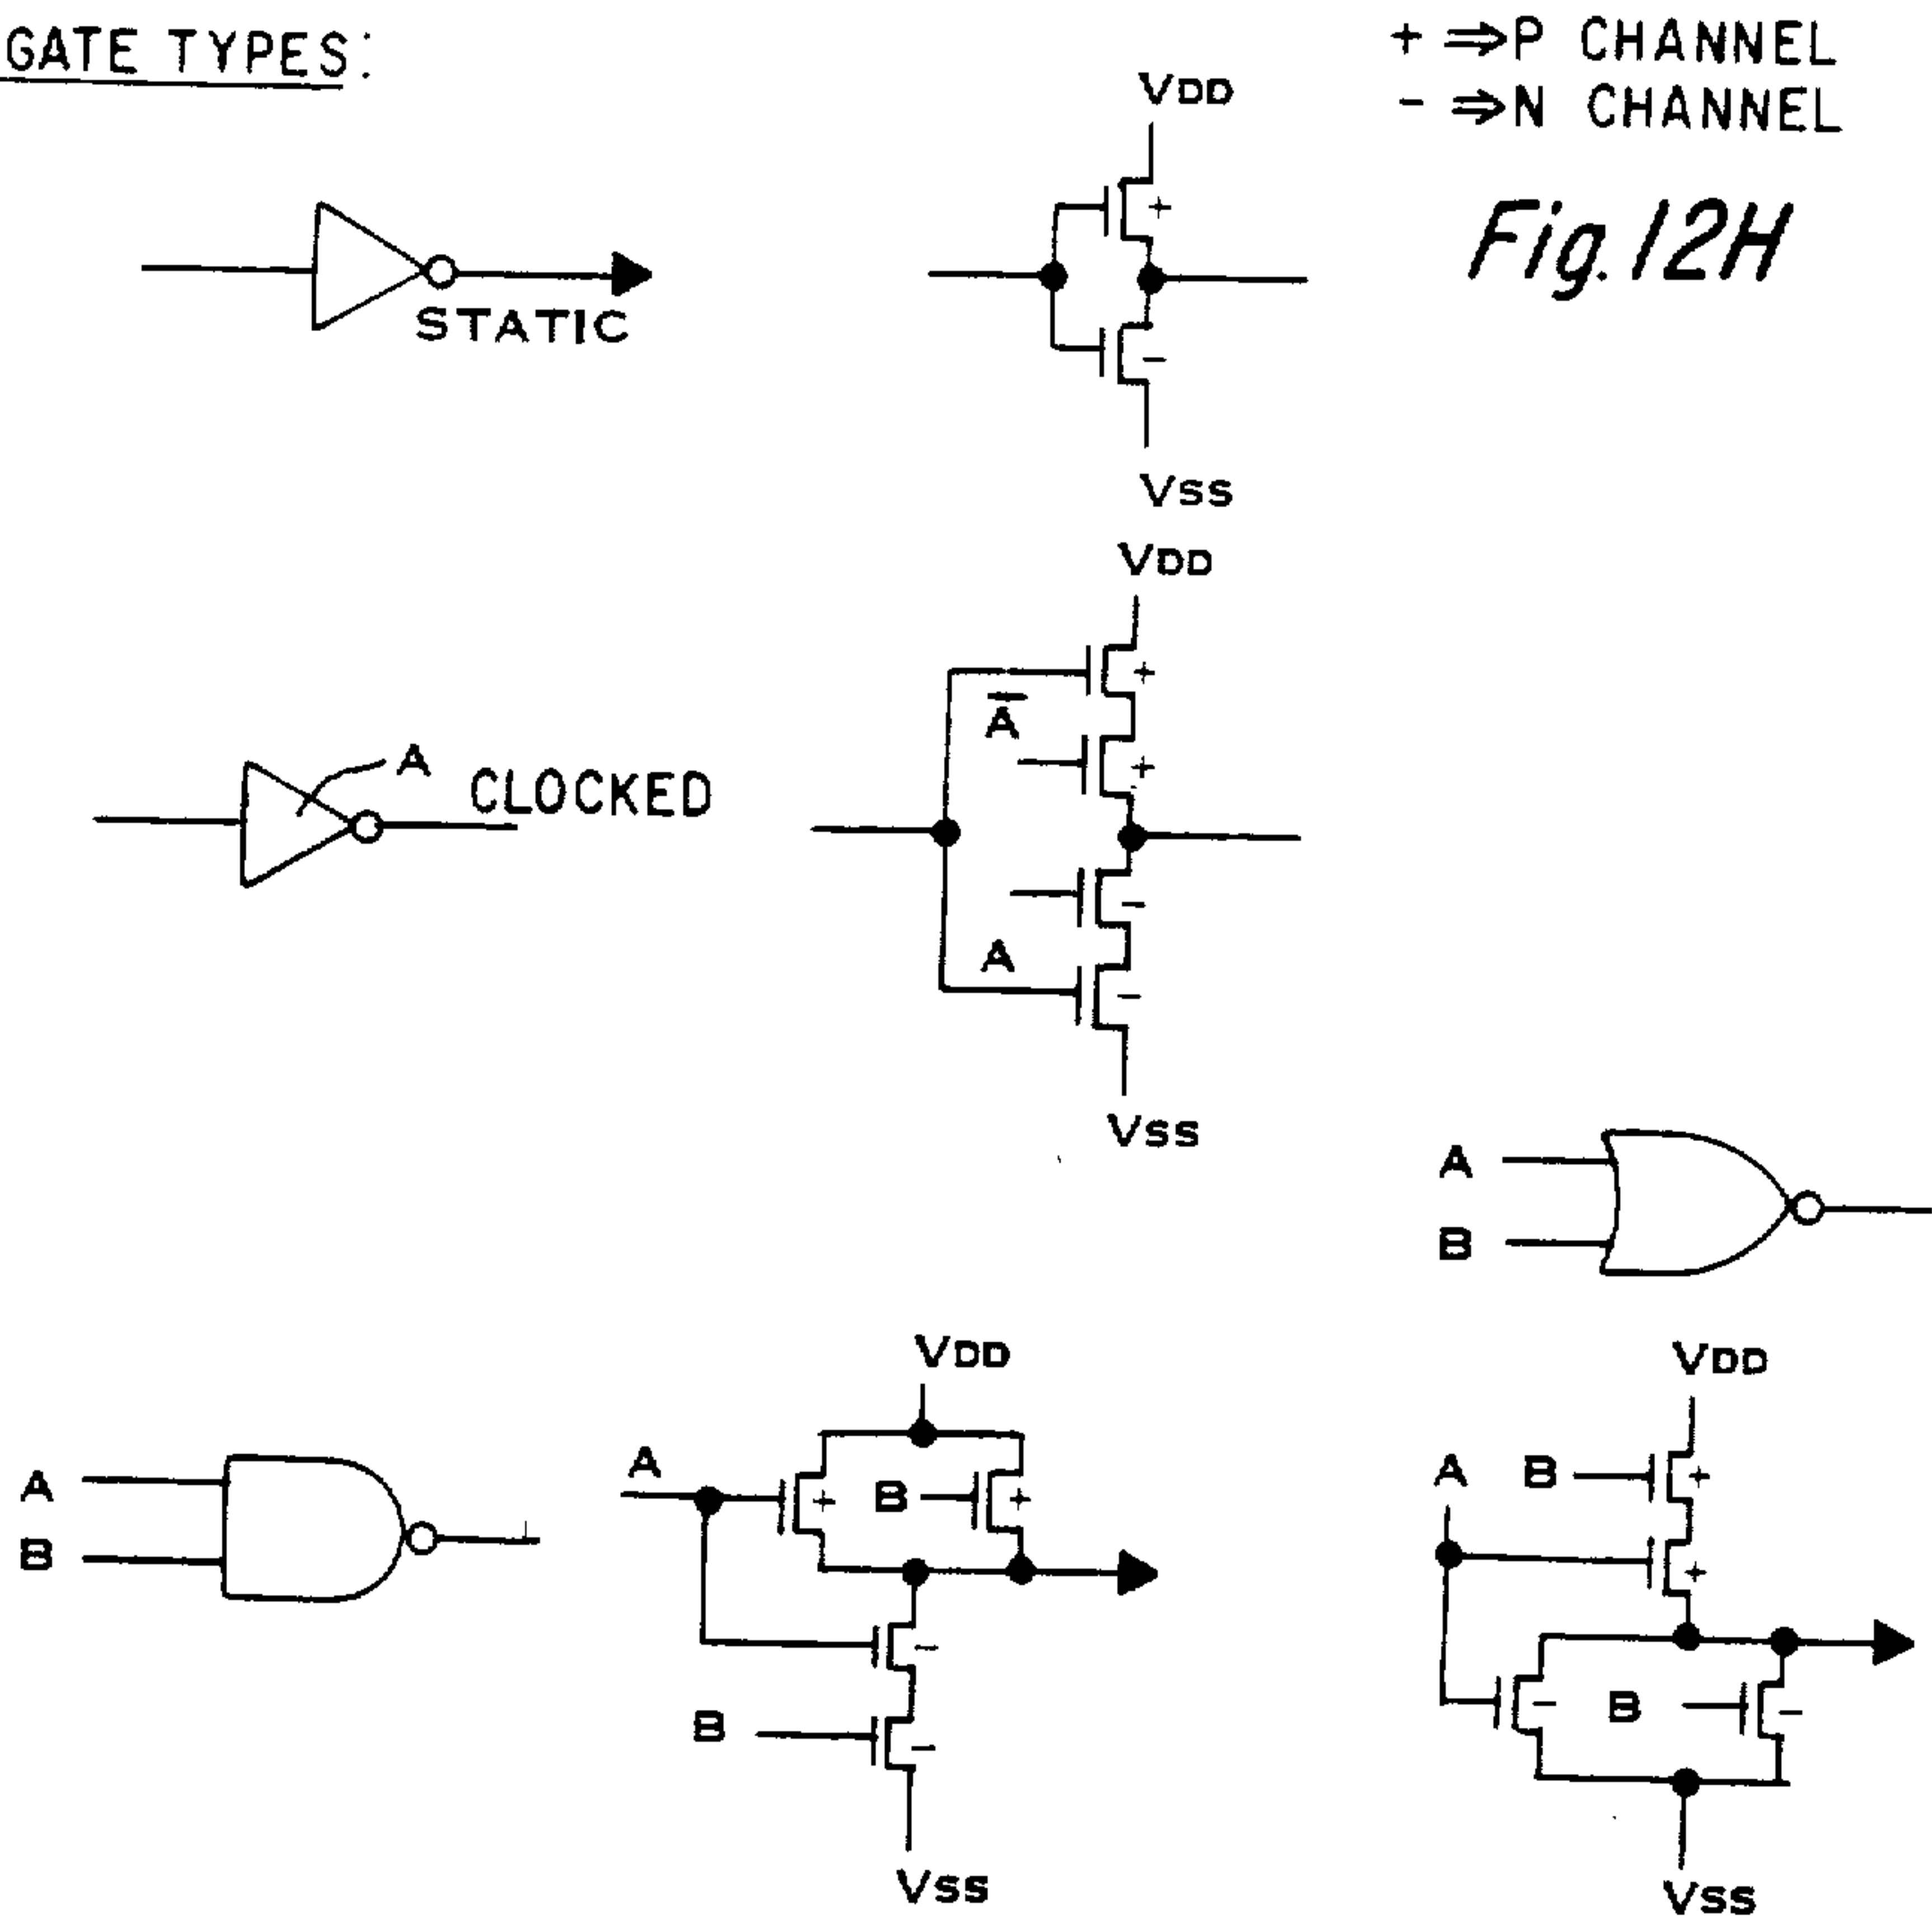 GATE TYPES:
+ ⇒ P CHANNEL
- ⇒ N CHANNEL
Fig. 12H
VDD
+
STATIC
-
VSS
VDD
+
A̅
+
A CLOCKED
-
A
-
VSS
A
B
VDD
A
B
+
+
-
B
-
VSS
A
B
VDD
A
B
+
+
-
B
-
VSS